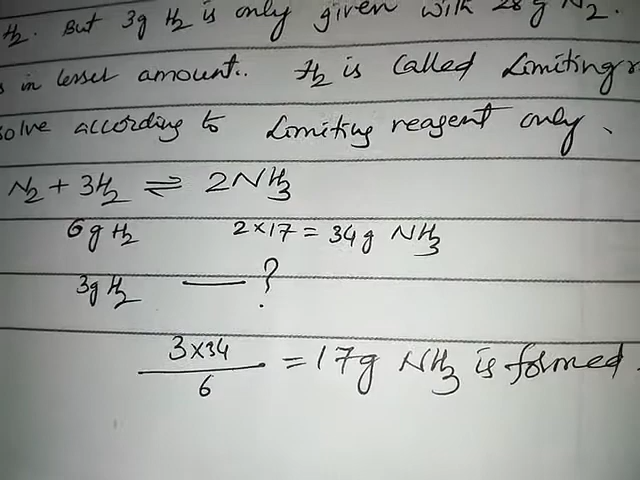 H2. But 3g H2 is only given with 28 g N2.
s in lesser amount.. H2 is called Limiting
solve according to Limiting reagent only.
N2 + 3H2 ⇌ 2NH3
6g H2 2×17 = 34g NH3
3g H2 — ?
3×34
6
= 17g NH3 is formed.